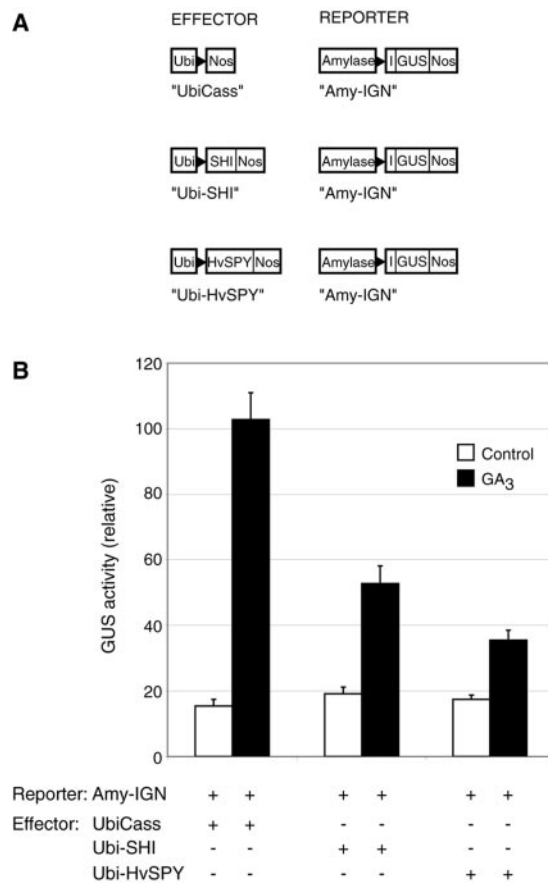 A
EFFECTOR REPORTER
Ubi Nos Amylase I GUS Nos
"UbiCass" "Amy-IGN"
Ubi SHI Nos Amylase I GUS Nos
"Ubi-SHI" "Amy-IGN"
Ubi HvSPY Nos Amylase I GUS Nos
"Ubi-HvSPY" "Amy-IGN"
B
GUS activity (relative)
120
100
80
60
40
20
0
Control
GA3
Reporter: Amy-IGN + + + + + +
Effector: UbiCass + + - - - -
Ubi-SHI - - + + - -
Ubi-HvSPY - - - - + +